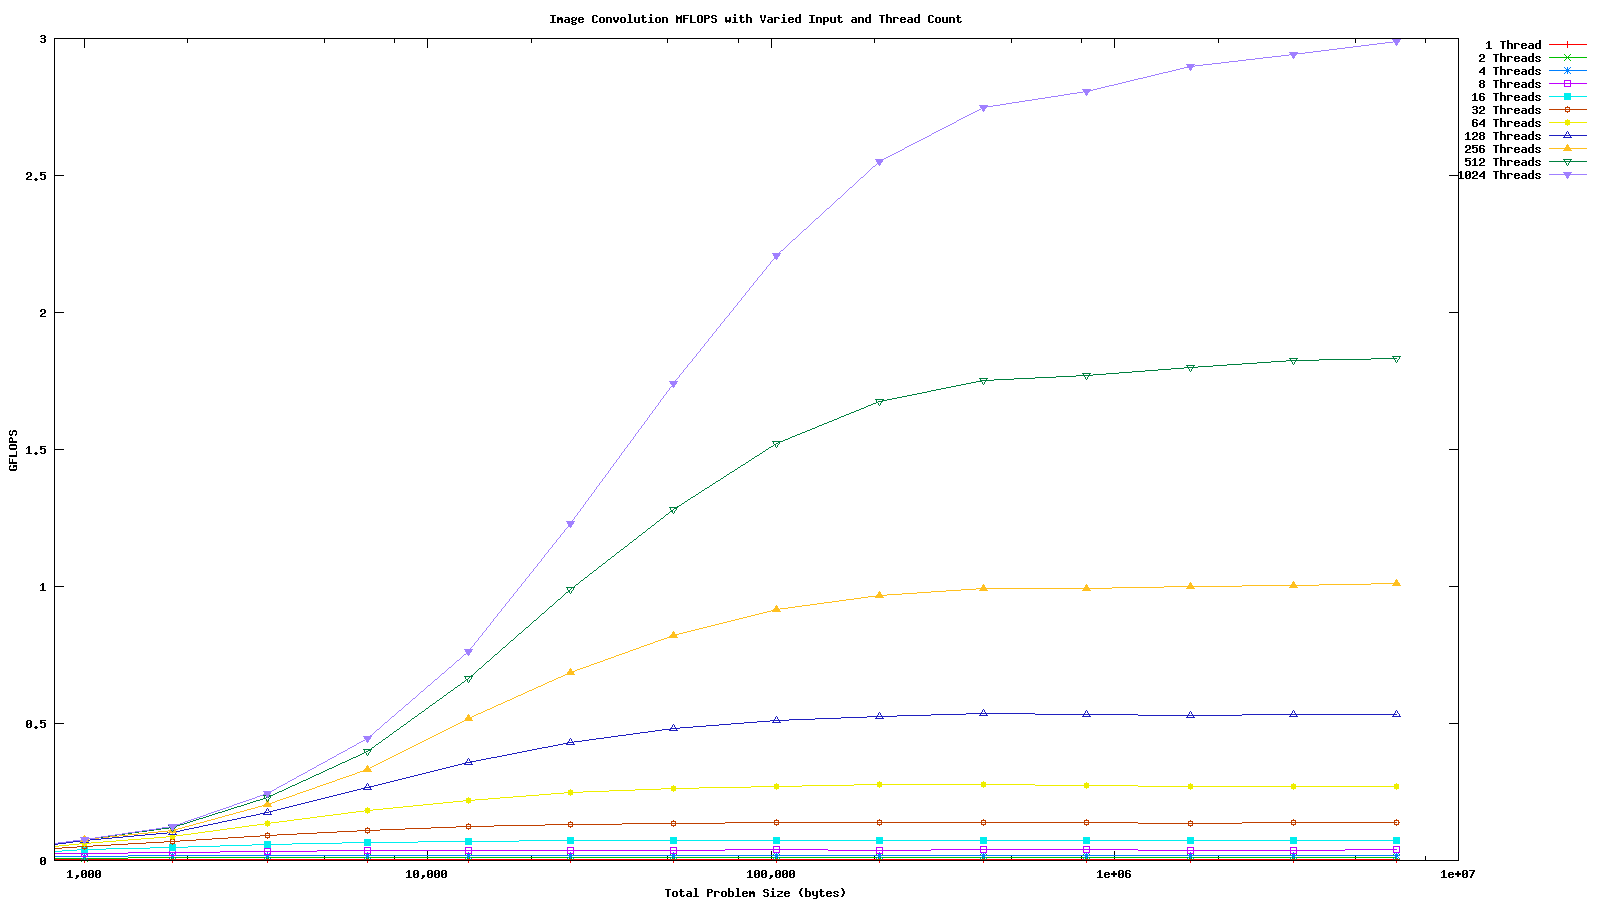 Image Convolution MFLOPS with Varied Input and Thread Count
3
2.5
2
1.5
1
0.5
0
GFLOPS
1,000
10,000
100,000
1e+06
1e+07
Total Problem Size (bytes)
1 Thread
2 Threads
4 Threads
8 Threads
16 Threads
32 Threads
64 Threads
128 Threads
256 Threads
512 Threads
1024 Threads